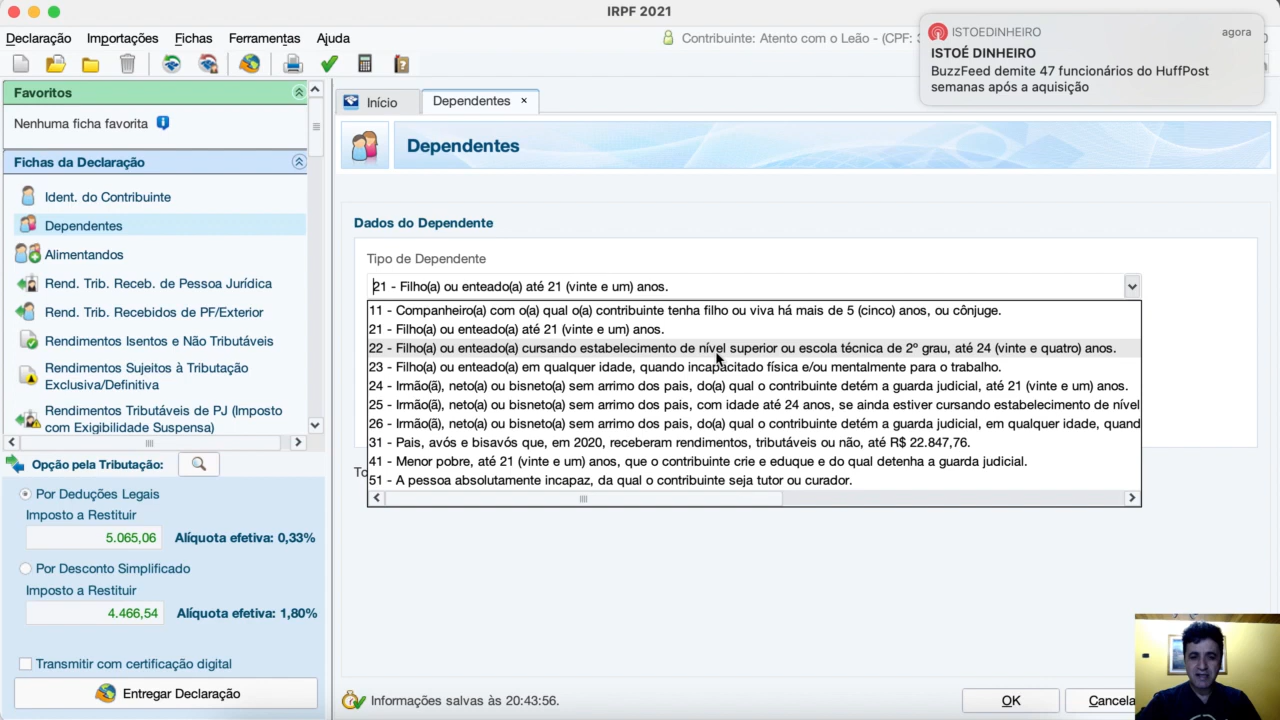 IRPF 2021
Declaração Importações Fichas Ferramentas Ajuda
Contribuinte: Atento com o Leão - (CPF:
ISTOEDINHEIRO agora
ISTOÉ DINHEIRO
BuzzFeed demite 47 funcionários do HuffPost
semanas após a aquisição
Favoritos
Nenhuma ficha favorita
Fichas da Declaração
Ident. do Contribuinte
Dependentes
Alimentandos
Rend. Trib. Receb. de Pessoa Jurídica
Rend. Trib. Recebidos de PF/Exterior
Rendimentos Isentos e Não Tributáveis
Rendimentos Sujeitos à Tributação
Exclusiva/Definitiva
Rendimentos Tributáveis de PJ (Imposto
com Exigibilidade Suspensa)
Opção pela Tributação:
Por Deduções Legais
Imposto a Restituir
5.065,06 Alíquota efetiva: 0,33%
Por Desconto Simplificado
Imposto a Restituir
4.466,54 Alíquota efetiva: 1,80%
Transmitir com certificação digital
Entregar Declaração
Início Dependentes ×
Dependentes
Dados do Dependente
Tipo de Dependente
21 - Filho(a) ou enteado(a) até 21 (vinte e um) anos.
11 - Companheiro(a) com o(a) qual o(a) contribuinte tenha filho ou viva há mais de 5 (cinco) anos, ou cônjuge.
21 - Filho(a) ou enteado(a) até 21 (vinte e um) anos.
22 - Filho(a) ou enteado(a) cursando estabelecimento de nível superior ou escola técnica de 2º grau, até 24 (vinte e quatro) anos.
23 - Filho(a) ou enteado(a) em qualquer idade, quando incapacitado física e/ou mentalmente para o trabalho.
24 - Irmão(ã), neto(a) ou bisneto(a) sem arrimo dos pais, do(a) qual o contribuinte detém a guarda judicial, até 21 (vinte e um) anos.
25 - Irmão(ã), neto(a) ou bisneto(a) sem arrimo dos pais, com idade até 24 anos, se ainda estiver cursando estabelecimento de nível
26 - Irmão(ã), neto(a) ou bisneto(a) sem arrimo dos pais, do(a) qual o contribuinte detém a guarda judicial, em qualquer idade, quand
31 - Pais, avós e bisavós que, em 2020, receberam rendimentos, tributáveis ou não, até R$ 22.847,76.
41 - Menor pobre, até 21 (vinte e um) anos, que o contribuinte crie e eduque e do qual detenha a guarda judicial.
51 - A pessoa absolutamente incapaz, da qual o contribuinte seja tutor ou curador.
To
Informações salvas às 20:43:56.
OK Cancela